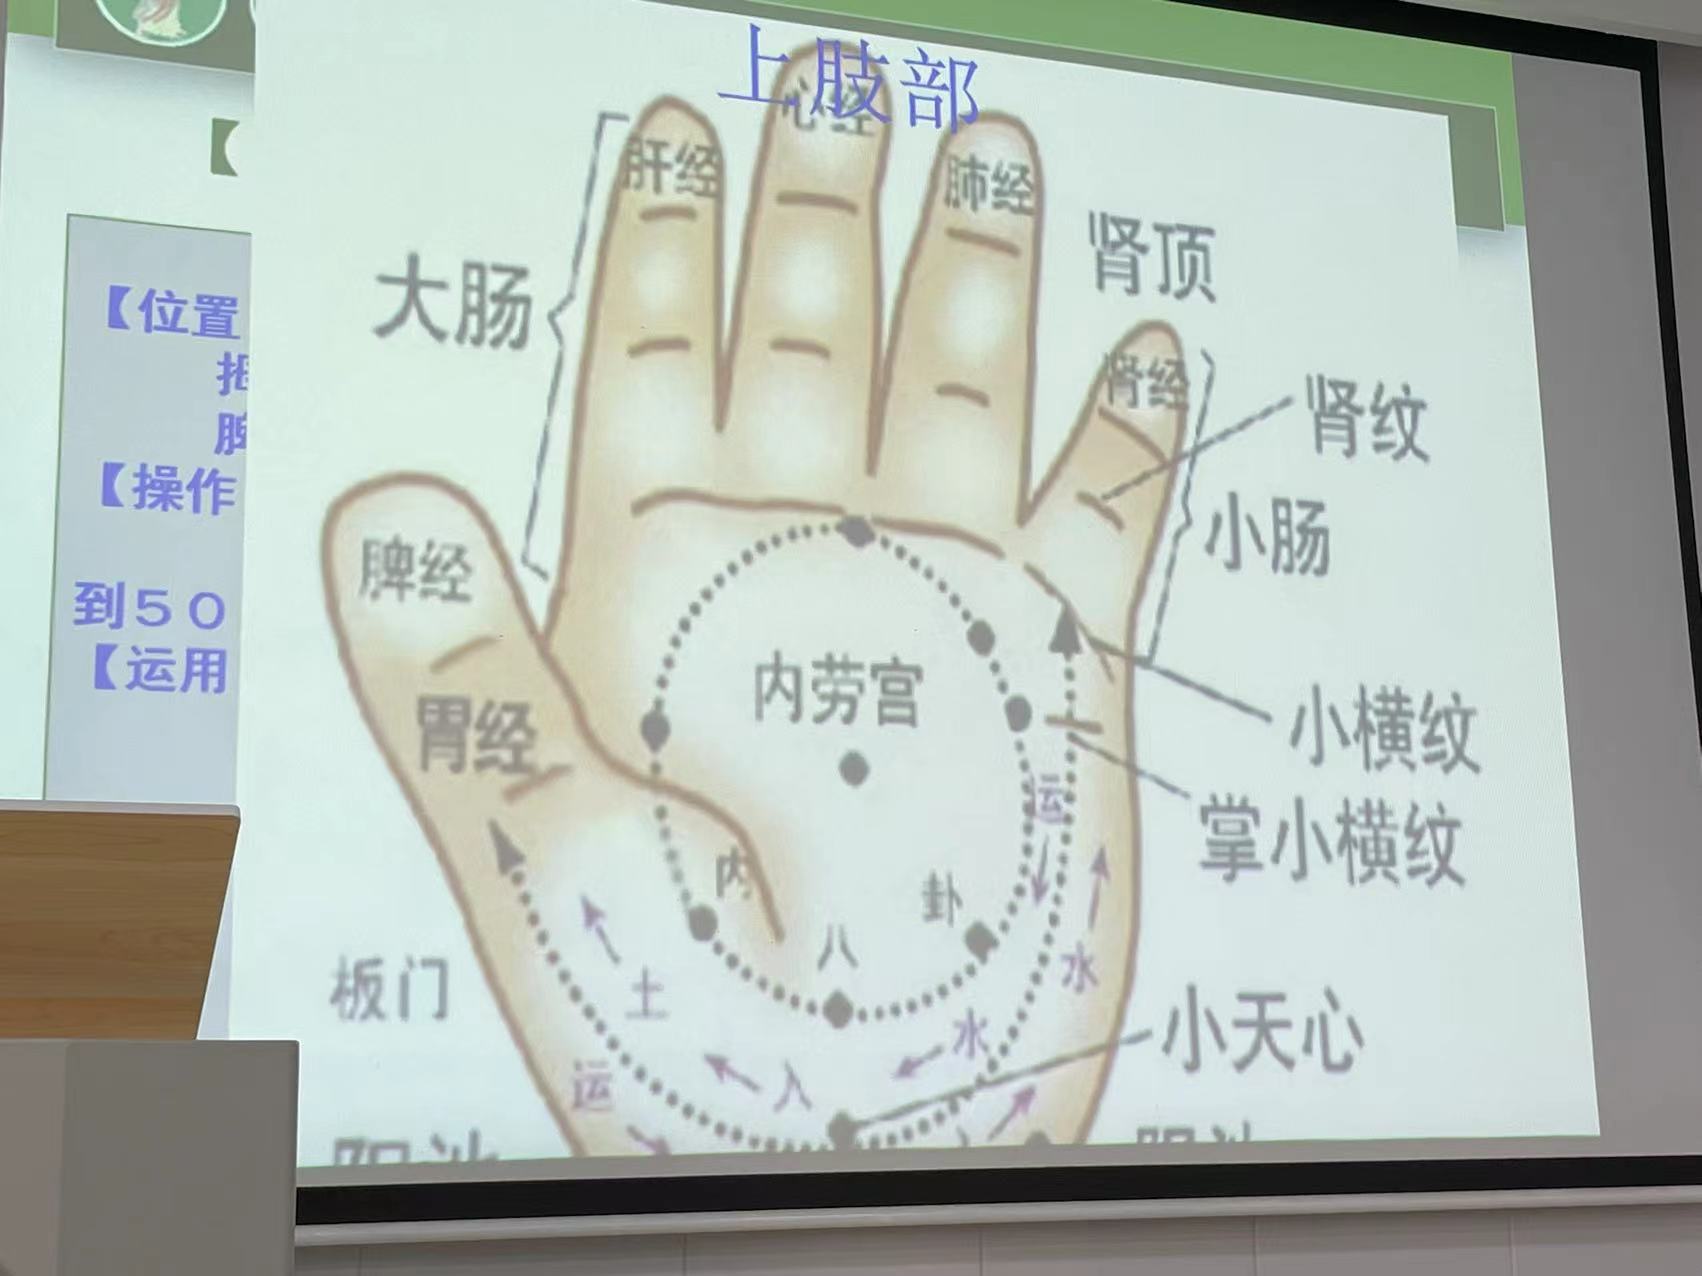 上肢部
心经
肝经
肺经
肾顶
大肠
肾经
肾纹
小肠
脾经
内劳宫
胃经
小横纹
运
掌小横纹
内
卦
八
水
板门
土
小天心
水
运
入
【
【位置
【操作
到50
【运用